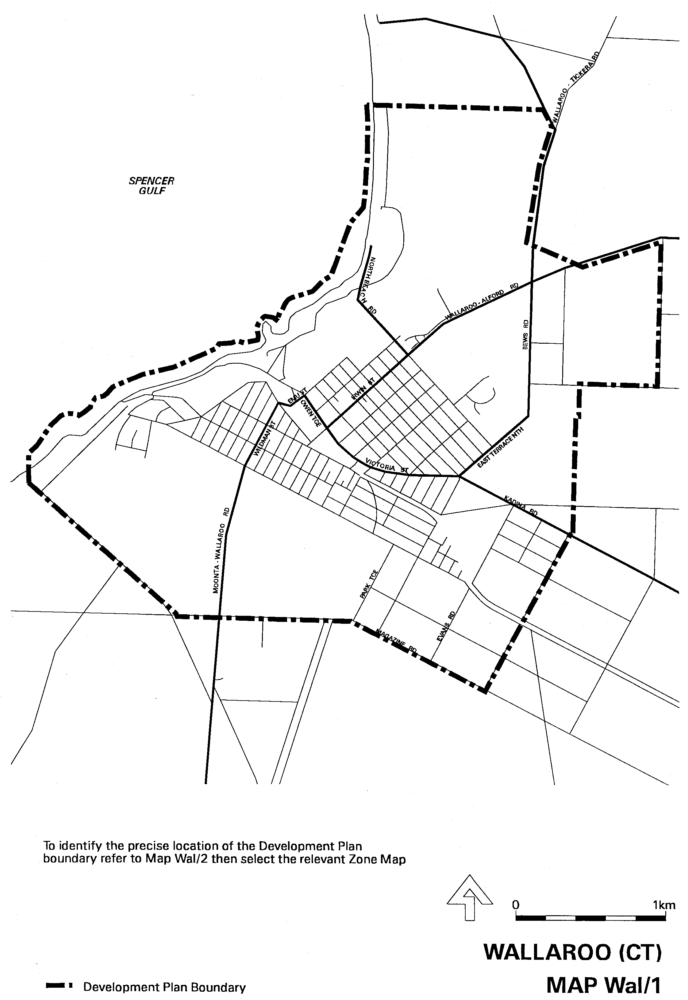 WALLAROO - TICKERA RD
SPENCER
GULF
NORTH BEACH RD
WALLAROO - ALFORD RD
BEWS RD
IRWIN ST
EMU ST
OWEN TCE
WILDMAN ST
EAST TERRACE NTH
VICTORIA ST
KADINA RD
MOONTA - WALLAROO RD
PARK TCE
EVANS RD
MAGAZINE RD
To identify the precise location of the Development Plan
boundary refer to Map Wal/2 then select the relevant Zone Map
0 1km
WALLAROO (CT)
MAP Wal/1
Development Plan Boundary